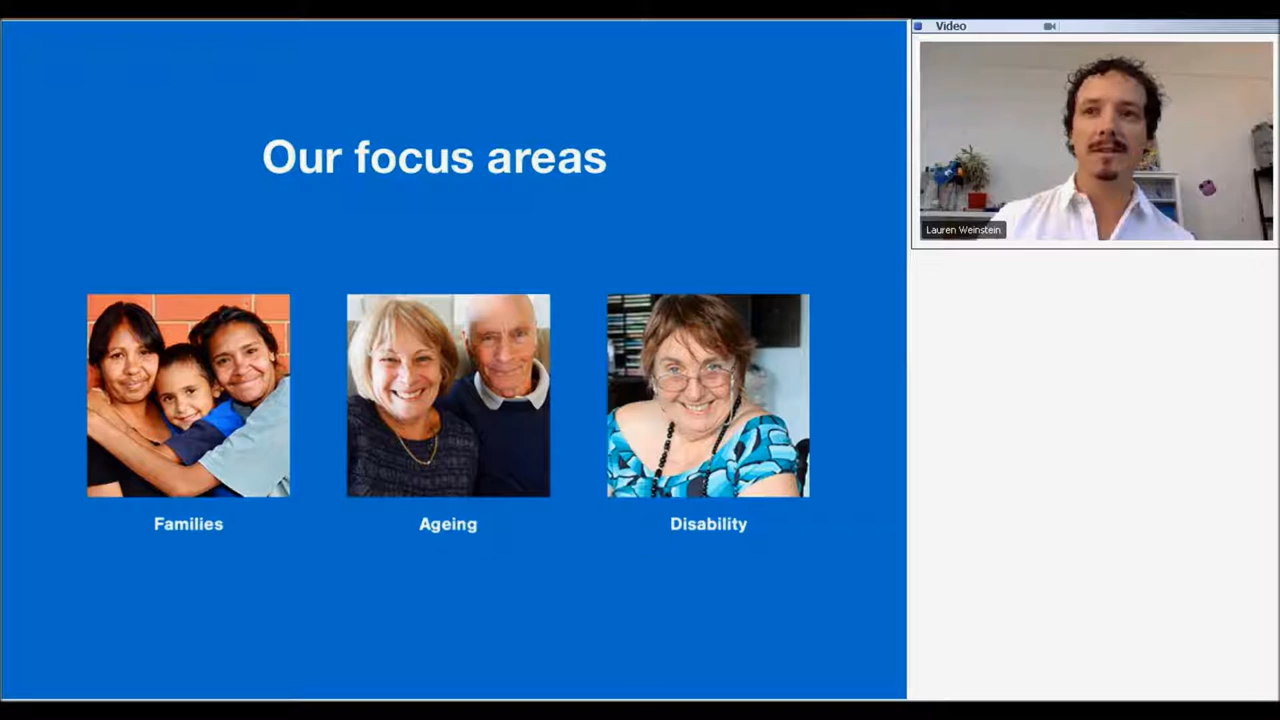 Our focus areas
Families
Ageing
Disability
Video
Lauren Weinstein